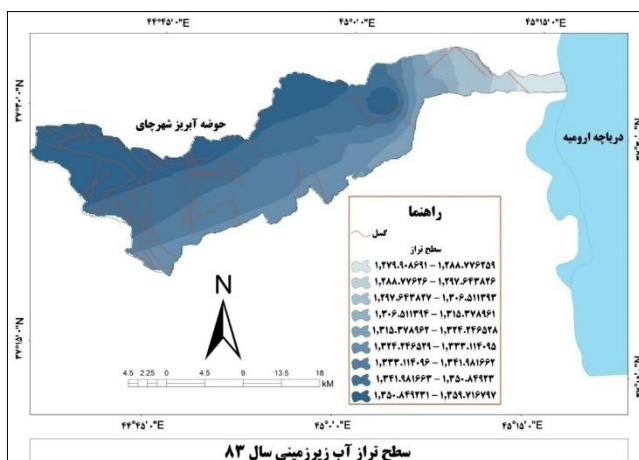 ۴۴°۴۵'۰"E
۴۵°۰'۰"E
۴۵°۱۵'۰"E
حوضه آبریز شهرچای
دریاچه ارومیه
راهنما
گسل
سطح تراز
۱,۲۷۹.۹۰۸۶۹۱ – ۱,۲۸۸.۷۷۶۲۵۹
۱,۲۸۸.۷۷۶۲۶ – ۱,۲۹۷.۶۴۳۸۲۶
۱,۲۹۷.۶۴۳۸۲۷ – ۱,۳۰۶.۵۱۱۳۹۳
۱,۳۰۶.۵۱۱۳۹۴ – ۱,۳۱۵.۳۷۸۹۶۱
۱,۳۱۵.۳۷۸۹۶۲ – ۱,۳۲۴.۲۴۶۵۲۸
۱,۳۲۴.۲۴۶۵۲۹ – ۱,۳۳۳.۱۱۴۰۹۵
۱,۳۳۳.۱۱۴۰۹۶ – ۱,۳۴۱.۹۸۱۶۶۲
۱,۳۴۱.۹۸۱۶۶۳ – ۱,۳۵۰.۸۴۹۲۳
۱,۳۵۰.۸۴۹۲۳۱ – ۱,۳۵۹.۷۱۶۷۹۷
N
4.5 2.25 0 4.5 9 13.5 18
kM
۳۷°۱۵'۰"N
۴۴°۴۵'۰"E
۴۵°۰'۰"E
۴۵°۱۵'۰"E
سطح تراز آب زیرزمینی سال ۸۳